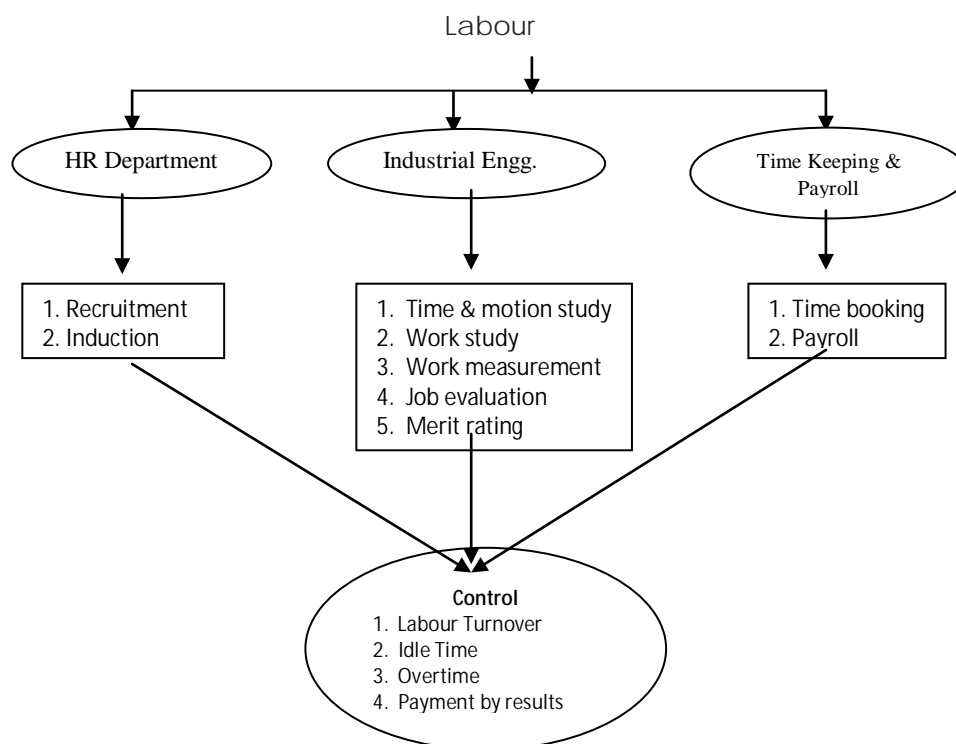 Labour
HR Department
Industrial Engg.
Time Keeping &
Payroll
1. Recruitment
2. Induction
1. Time & motion study
2. Work study
3. Work measurement
4. Job evaluation
5. Merit rating
1. Time booking
2. Payroll
Control
1. Labour Turnover
2. Idle Time
3. Overtime
4. Payment by results